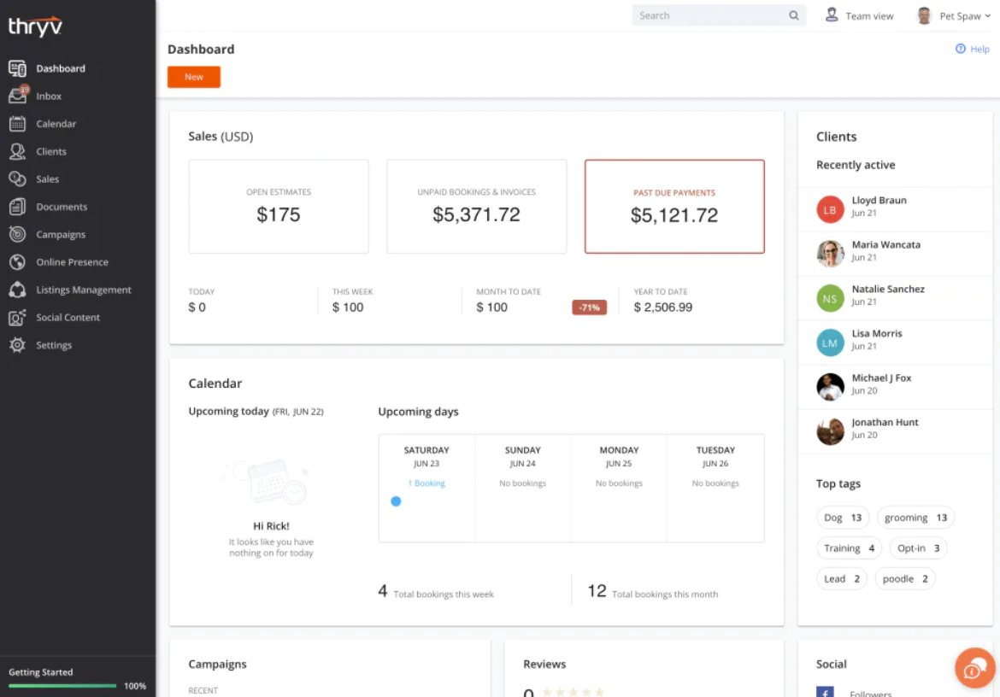 thryv
Search
Team view
Pet Spaw
Dashboard
Help
New
Dashboard
39
Inbox
Calendar
Clients
Sales
Documents
Campaigns
Online Presence
Listings Management
Social Content
Settings
Getting Started
100%
Sales (USD)
OPEN ESTIMATES
$175
UNPAID BOOKINGS & INVOICES
$5,371.72
PAST DUE PAYMENTS
$5,121.72
TODAY
$ 0
THIS WEEK
$ 100
MONTH TO DATE
$ 100
-71%
YEAR TO DATE
$ 2,506.99
Calendar
Upcoming today (FRI, JUN 22)
Hi Rick!
It looks like you have
nothing on for today
Upcoming days
SATURDAY
JUN 23
1 Booking
SUNDAY
JUN 24
No bookings
MONDAY
JUN 25
No bookings
TUESDAY
JUN 26
No bookings
4 Total bookings this week
12 Total bookings this month
Clients
Recently active
LB
Lloyd Braun
Jun 21
Maria Wancata
Jun 21
NS
Natalie Sanchez
Jun 21
LM
Lisa Morris
Jun 21
Michael J Fox
Jun 20
Jonathan Hunt
Jun 20
Top tags
Dog 13
grooming 13
Training 4
Opt-in 3
Lead 2
poodle 2
Campaigns
RECENT
Reviews
0
Social
Followers